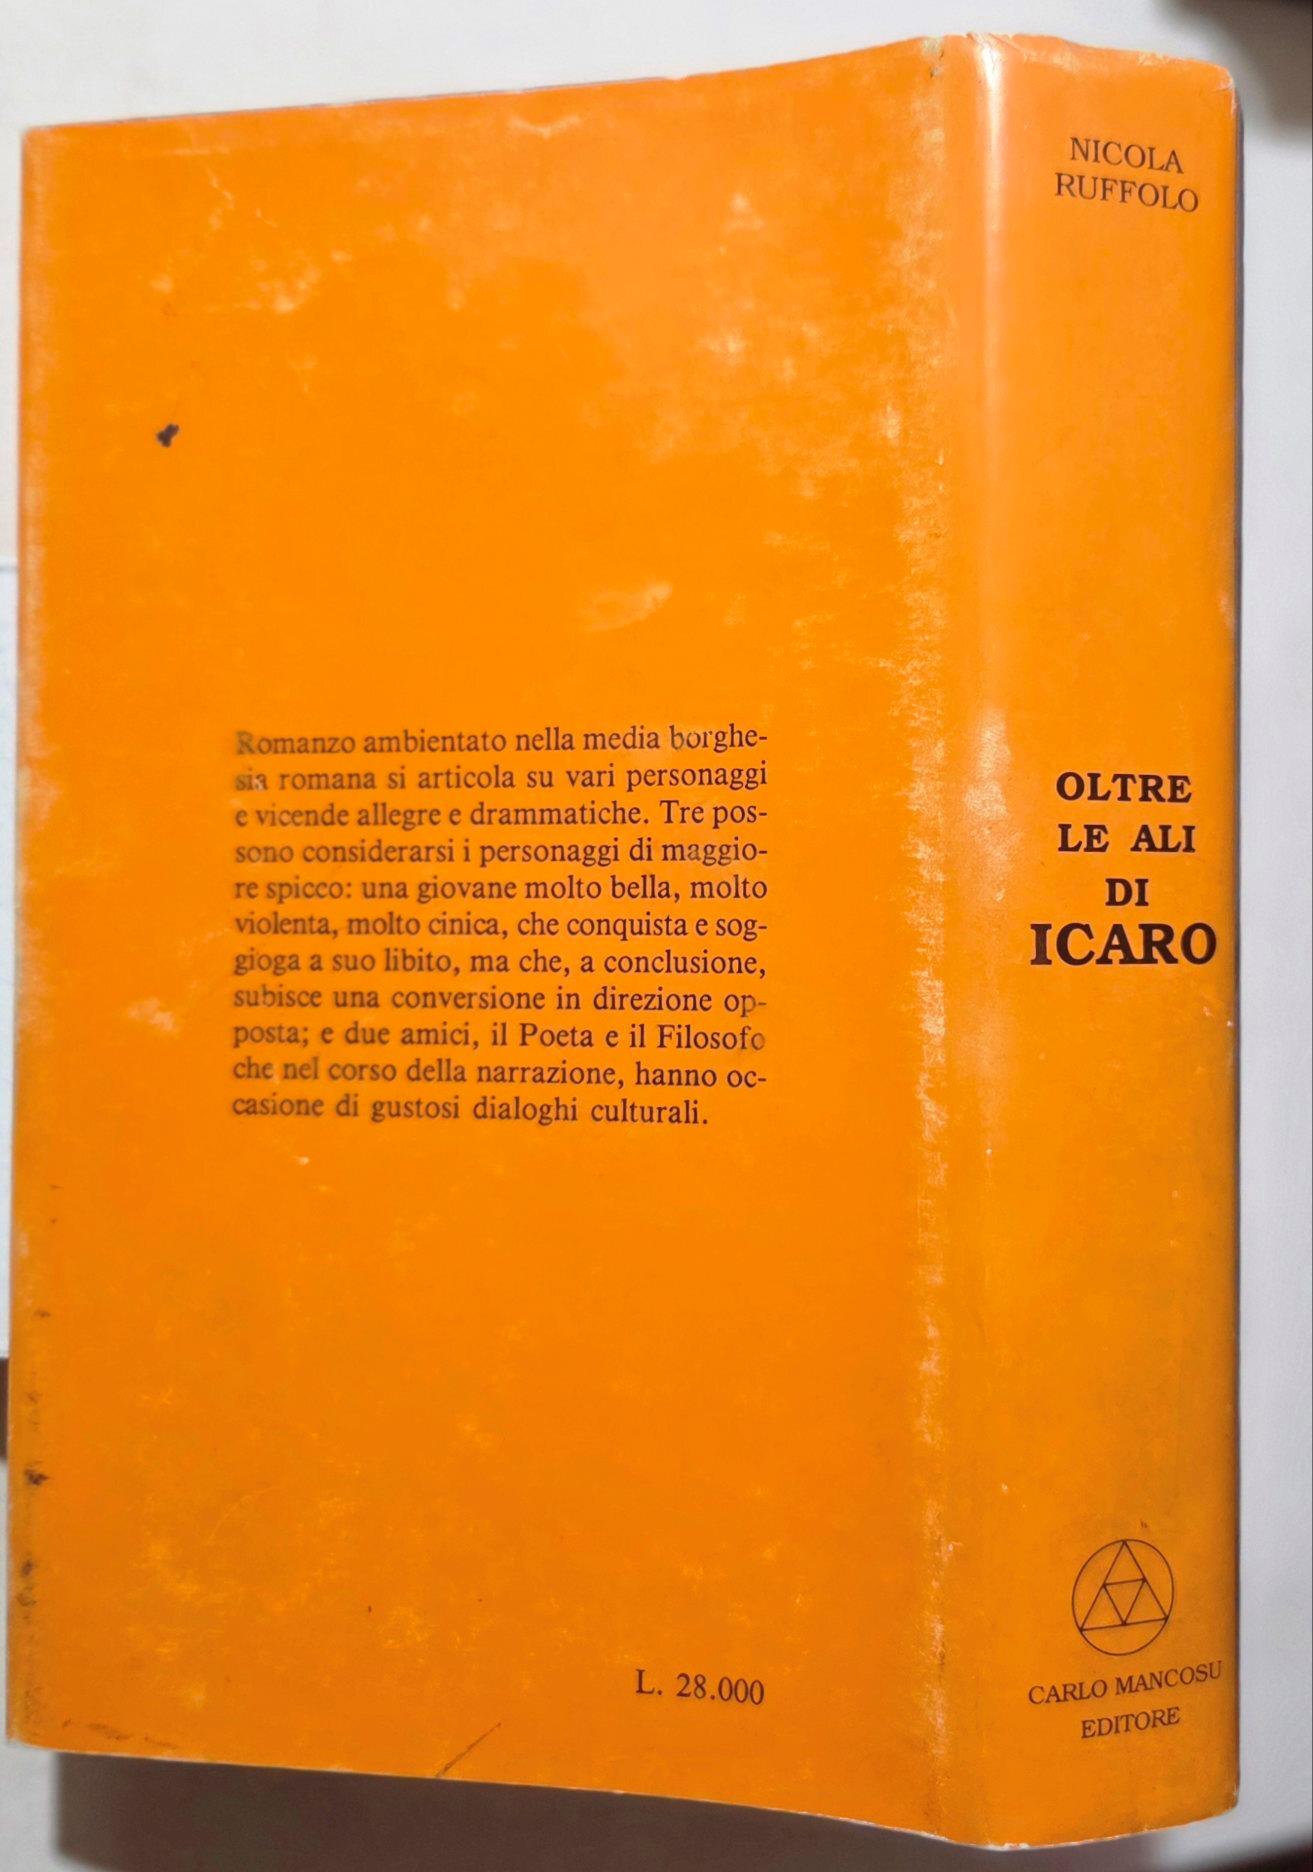 Romanzo ambientato nella media borghe-
sia romana si articola su vari personaggi
e vicende allegre e drammatiche. Tre pos-
sono considerarsi i personaggi di maggio-
re spicco: una giovane molto bella, molto
violenta, molto cinica, che conquista e sog-
gioga a suo libito, ma che, a conclusione,
subisce una conversione in direzione op-
posta; e due amici, il Poeta e il Filosofo
che nel corso della narrazione, hanno oc-
casione di gustosi dialoghi culturali.
L. 28.000
NICOLA
RUFFOLO
OLTRE
LE ALI
DI
ICARO
CARLO MANCOSU
EDITORE